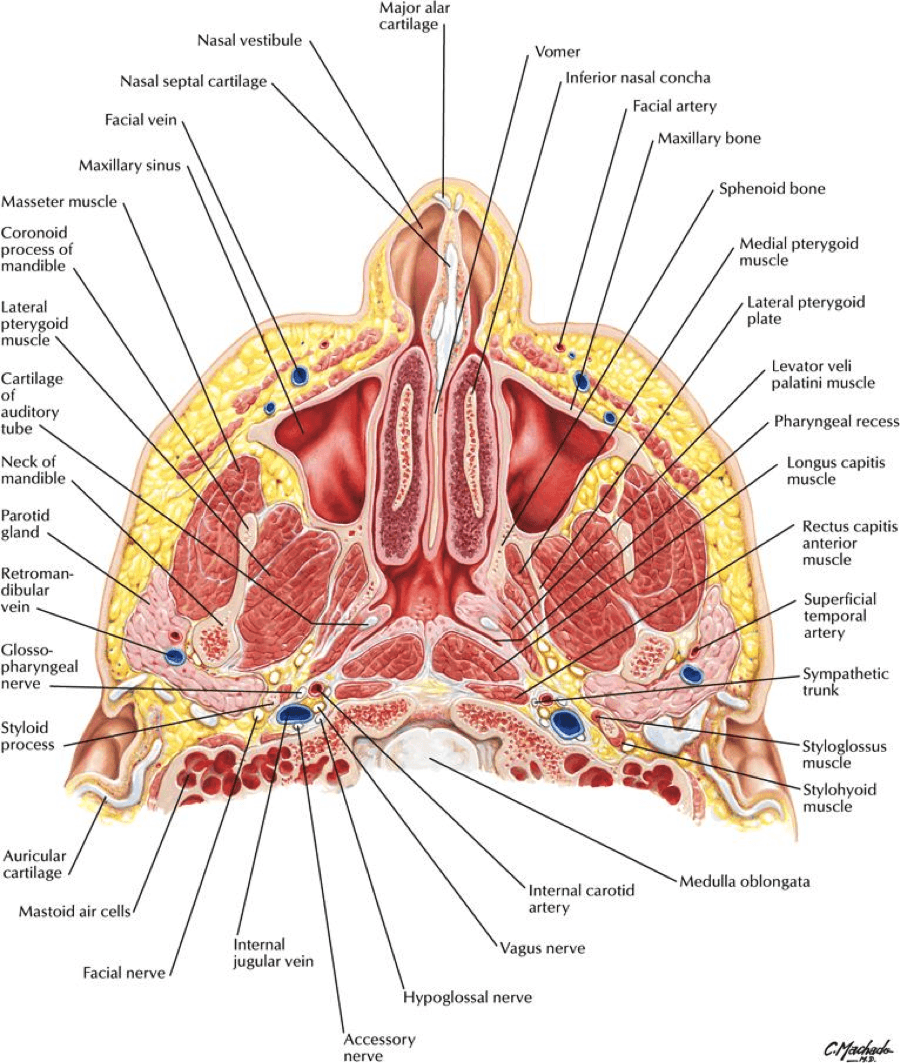 Major alar
cartilage
Nasal vestibule
Nasal septal cartilage
Facial vein
Maxillary sinus
Masseter muscle
Coronoid
process of
mandible
Lateral
pterygoid
muscle
Cartilage
of
auditory
tube
Neck of
mandible
Parotid
gland
Retroman-
dibular
vein
Glosso-
pharyngeal
nerve
Styloid
process
Auricular
cartilage
Mastoid air cells
Facial nerve
Internal
jugular vein
Accessory
nerve
Hypoglossal nerve
Vagus nerve
Internal carotid
artery
Medulla oblongata
Vomer
Inferior nasal concha
Facial artery
Maxillary bone
Sphenoid bone
Medial pterygoid
muscle
Lateral pterygoid
plate
Levator veli
palatini muscle
Pharyngeal recess
Longus capitis
muscle
Rectus capitis
anterior
muscle
Superficial
temporal
artery
Sympathetic
trunk
Styloglossus
muscle
Stylohyoid
muscle
C.Machado
M.D.